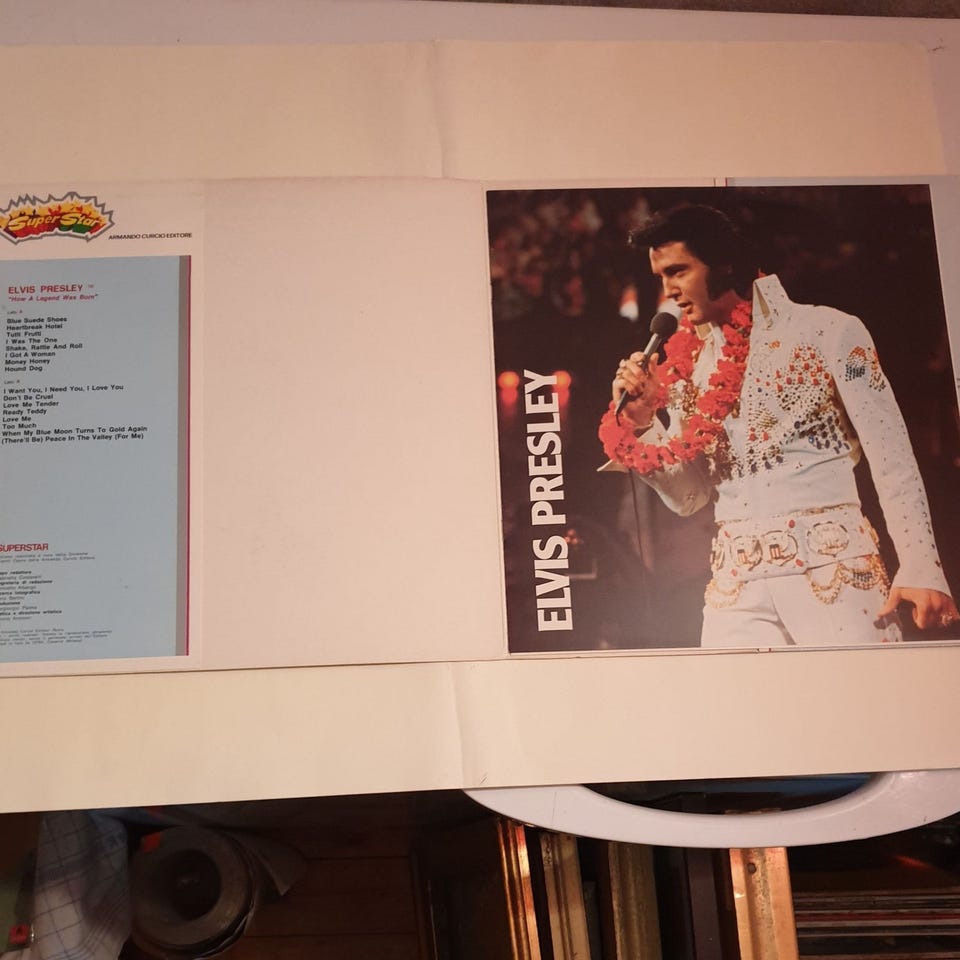 Super Star
ARMANDO CURCIO EDITORE
ELVIS PRESLEY
"How A Legend Was Born"
Lato A
Blue Suede Shoes
Heartbreak Hotel
Tutti Frutti
I Was The One
Shake, Rattle And Roll
I Got A Woman
Money Honey
Hound Dog
Lato B
I Want You, I Need You, I Love You
Don't Be Cruel
Love Me Tender
Ready Teddy
Love Me
Too Much
When My Blue Moon Turns To Gold Again
(There'll Be) Peace In The Valley (For Me)
SUPERSTAR
ELVIS PRESLEY